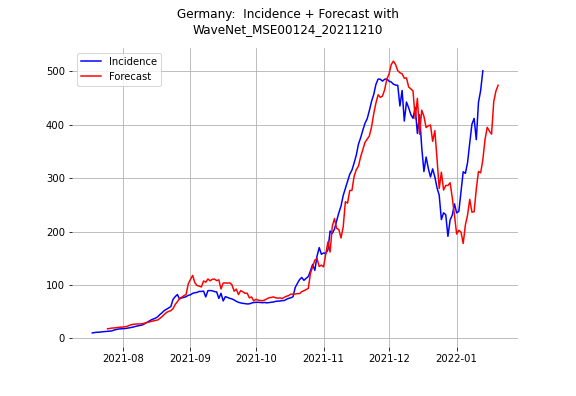 Germany:  Incidence + Forecast with
WaveNet_MSE00124_20211210
Incidence
Forecast
500
400
300
200
100
0
2021-08 2021-09 2021-10 2021-11 2021-12 2022-01